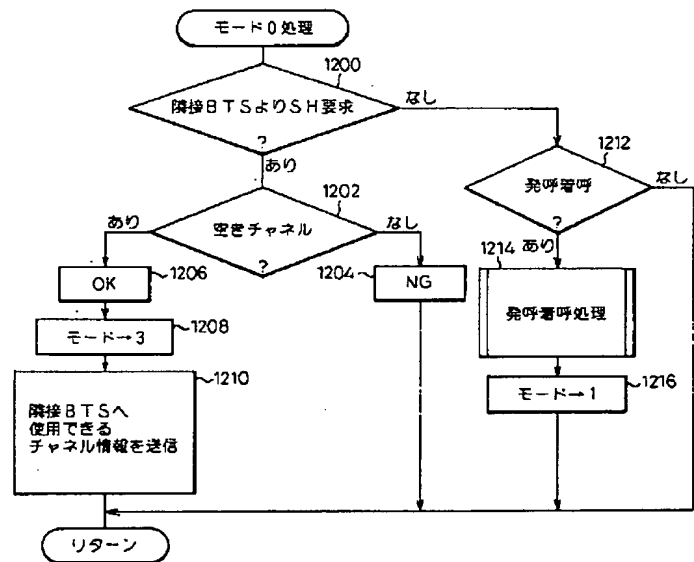 モード0処理
1200
隣接BTSよりSH要求
?
なし
あり
1212
発呼着呼
?
なし
あり
1202
空きチャネル
?
あり
なし
1206
OK
1204
NG
1214
発呼着呼処理
1208
モード→3
1216
モード→1
1210
隣接BTSへ
使用できる
チャネル情報を送信
リターン